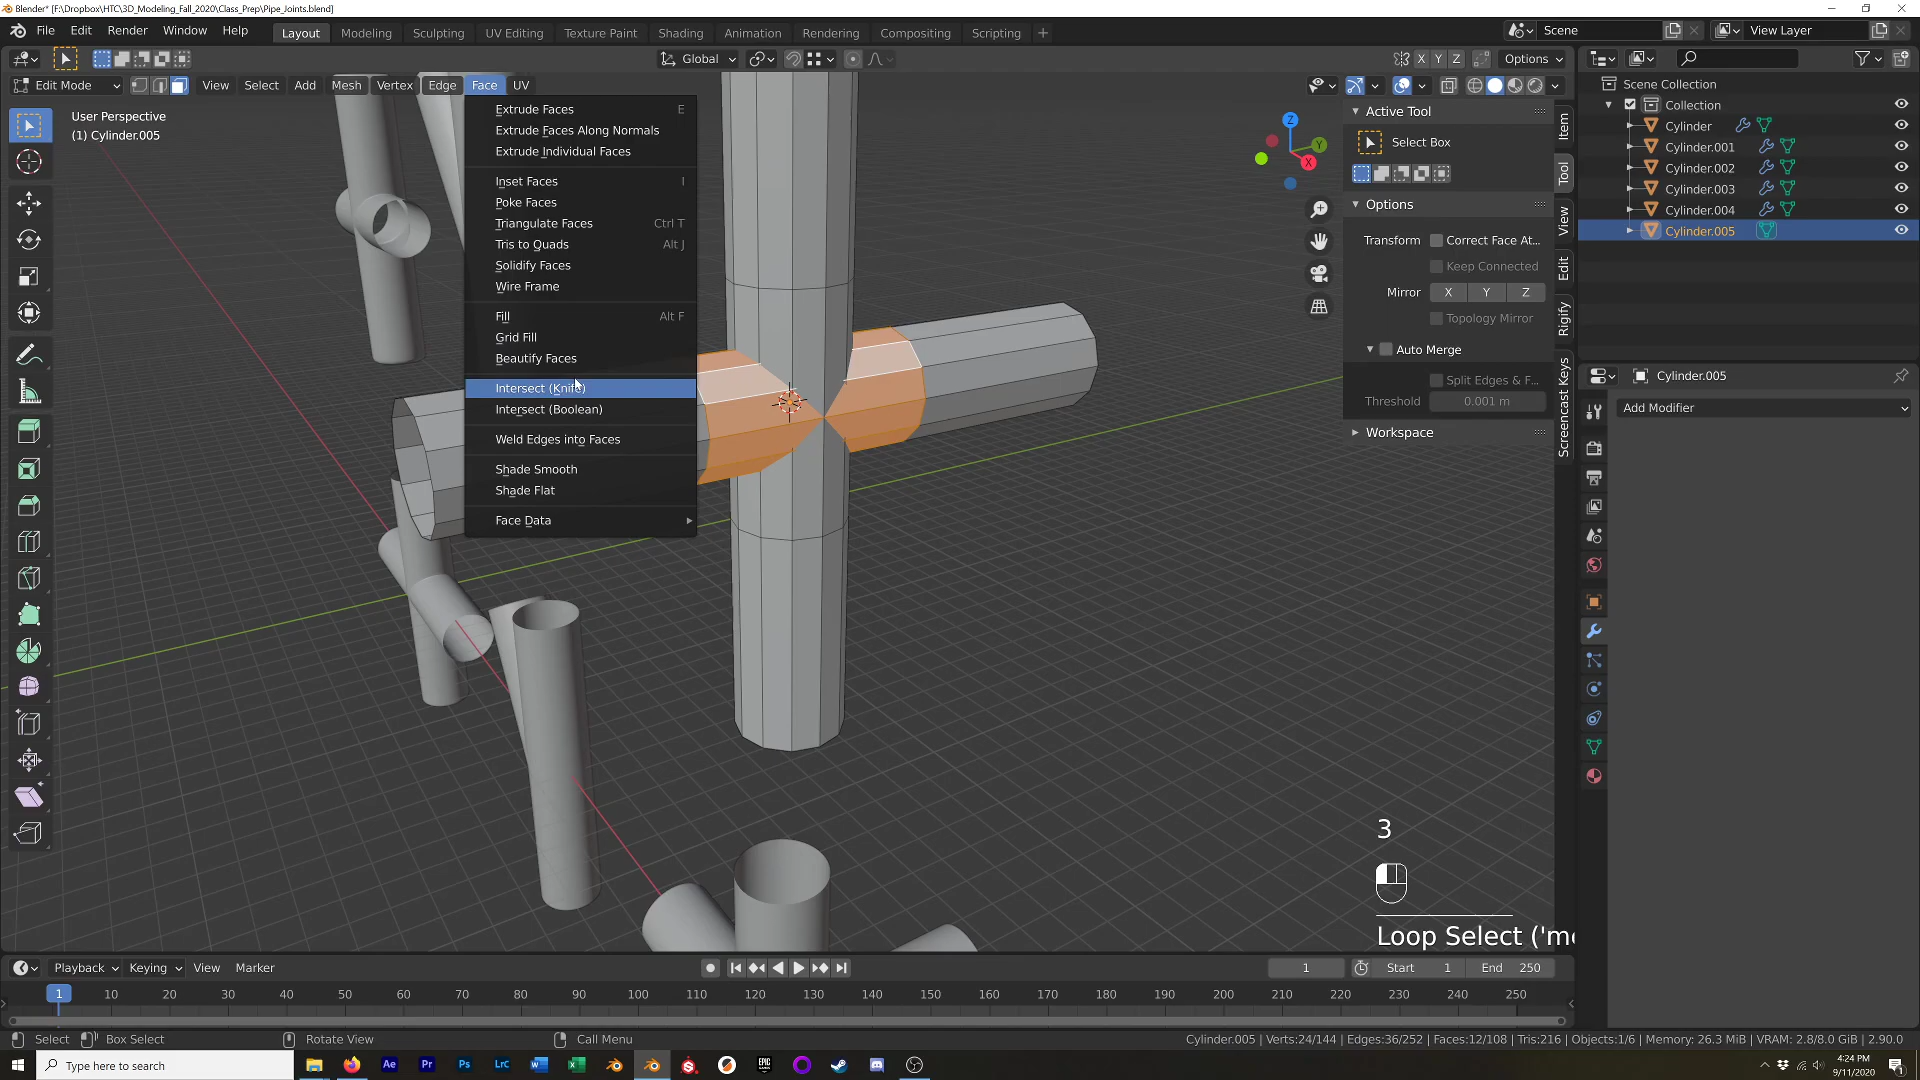 Blender* [F:\Dropbox\HTC\3D_Modeling_Fall_2020\Class_Prep\Pipe_Joints.blend]
File Edit Render Window Help Layout Modeling Sculpting UV Editing Texture Paint Shading Animation Rendering Compositing Scripting + Scene View Layer
Global X Y Z Options
Edit Mode View Select Add Mesh Vertex Edge Face UV
User Perspective
(1) Cylinder.005
Extrude Faces E
Extrude Faces Along Normals
Extrude Individual Faces
Inset Faces I
Poke Faces
Triangulate Faces Ctrl T
Tris to Quads Alt J
Solidify Faces
Wire Frame
Fill Alt F
Grid Fill
Beautify Faces
Intersect (Knife)
Intersect (Boolean)
Weld Edges into Faces
Shade Smooth
Shade Flat
Face Data
Z
Y
X
Active Tool
Select Box
Options
Transform Correct Face At...
Keep Connected
Mirror X Y Z
Topology Mirror
Auto Merge
Split Edges & F...
Threshold 0.001 m
Workspace
Item
Tool
View
Edit
Rigify
Screencast Keys
Scene Collection
Collection
Cylinder
Cylinder.001
Cylinder.002
Cylinder.003
Cylinder.004
Cylinder.005
Cylinder.005
Add Modifier
3
Loop Select ('me
Playback Keying View Marker 1 Start 1 End 250
1 10 20 30 40 50 60 70 80 90 100 110 120 130 140 150 160 170 180 190 200 210 220 230 240 250
Select Box Select Rotate View Call Menu Cylinder.005 | Verts:24/144 | Edges:36/252 | Faces:12/108 | Tris:216 | Objects:1/6 | Memory: 26.3 MiB | VRAM: 2.8/8.0 GiB | 2.90.0
Type here to search Ae Pr Ps Lrc 4:24 PM
9/11/2020